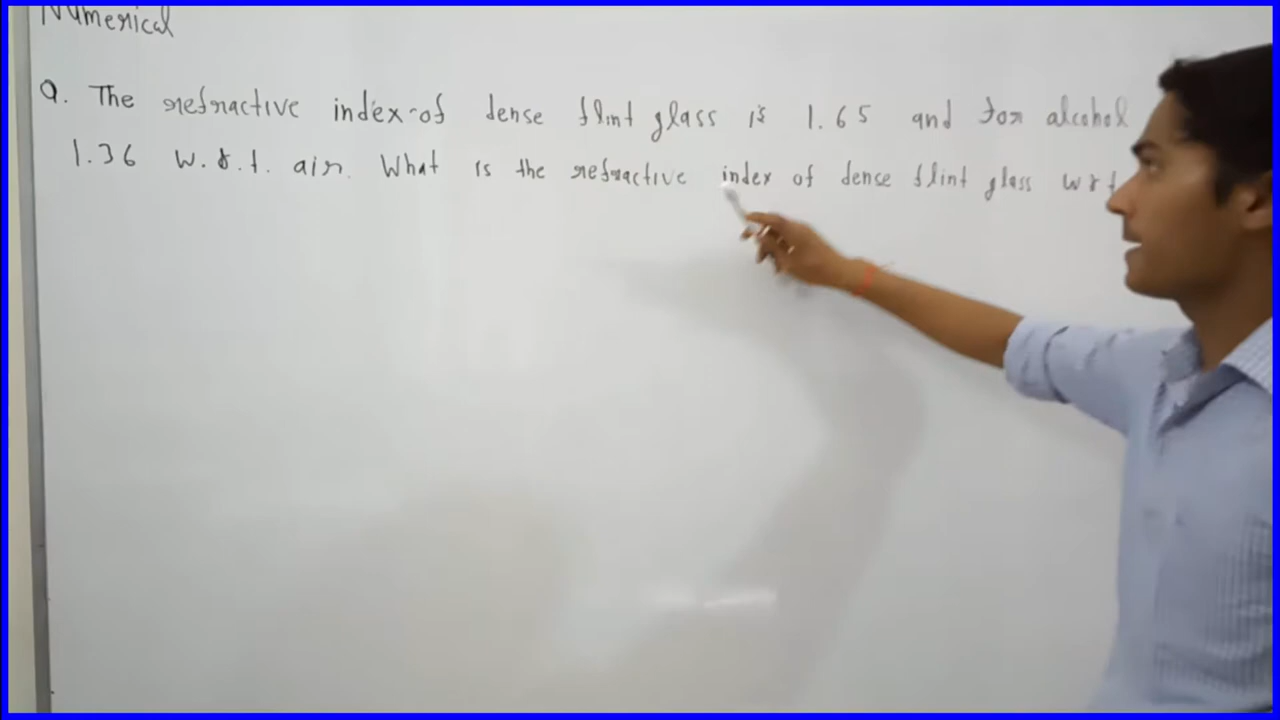 Numerical
Q. The refractive index of dense flint glass is 1.65 and for alcohol
1.36 w.r.t. air. What is the refractive index of dense flint glass wrt